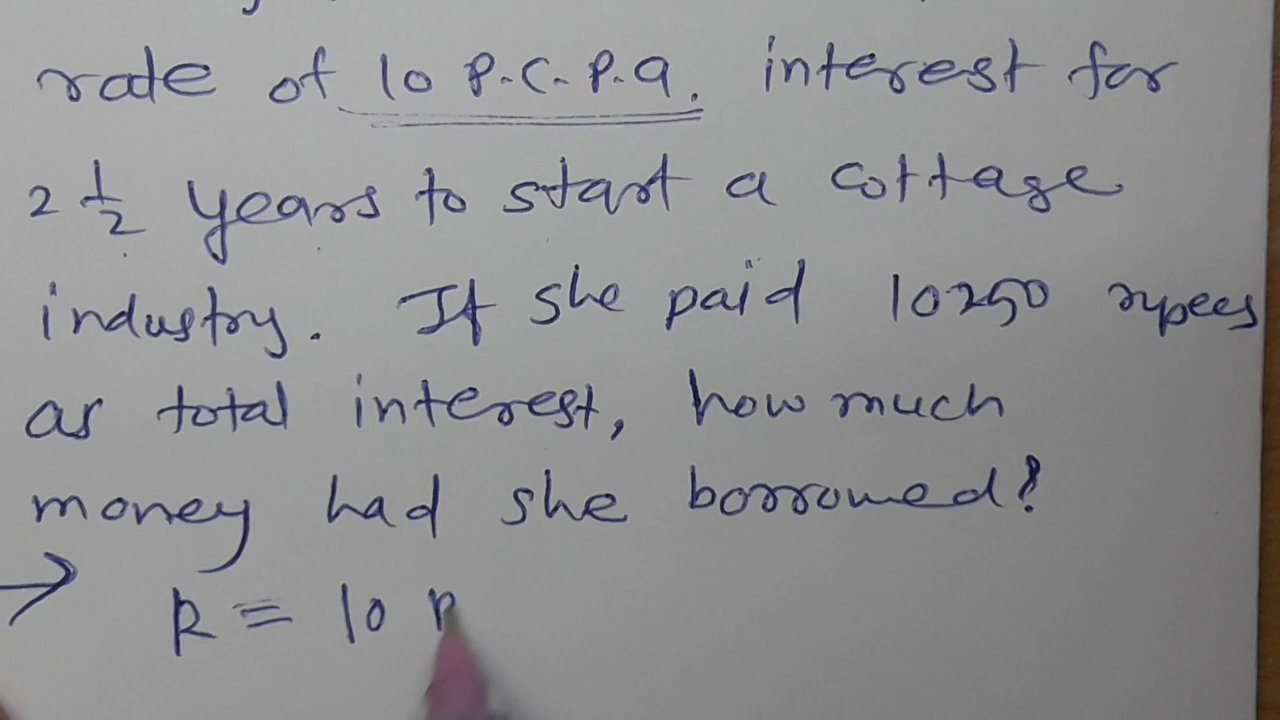 rate of 10 P.C.P.a. interest for
2 1/2 years to start a cottage
industry. If she paid 10250 rupees
as total interest, how much
money had she borrowed?
→ R = 10 P